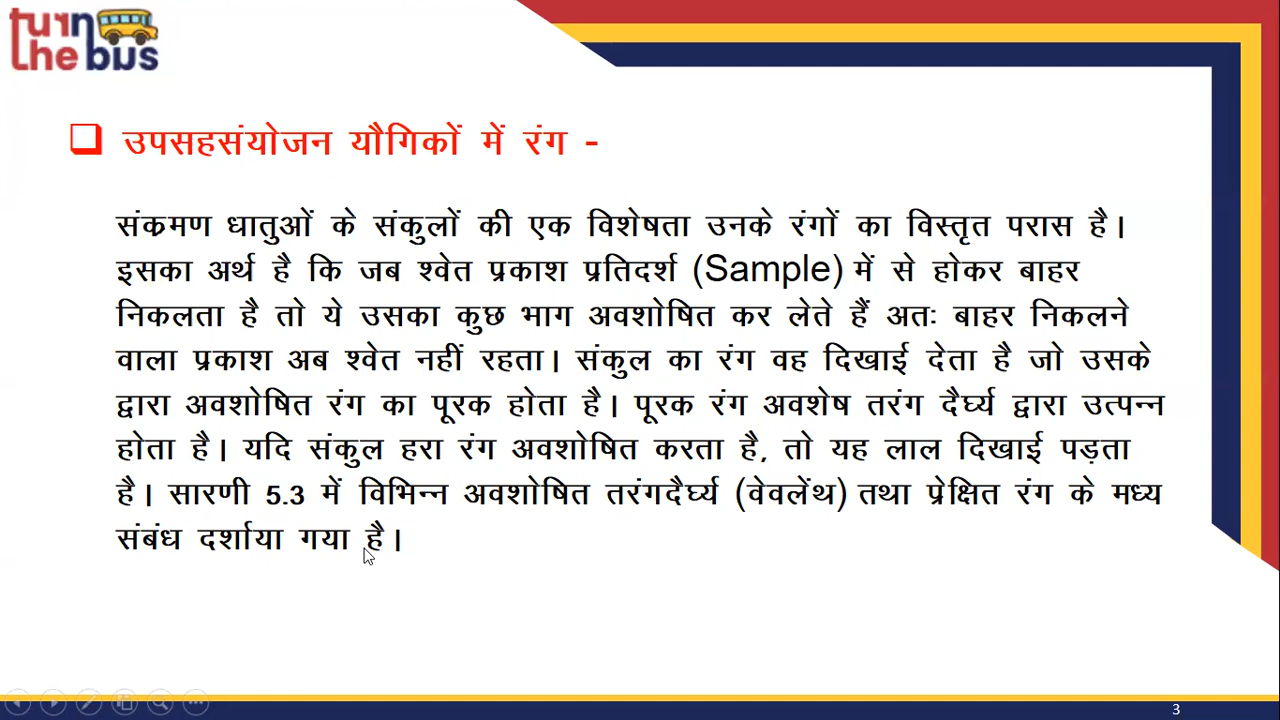 turn
the bus
उपसहसंयोजन यौगिकों में रंग -
संक्रमण धातुओं के संकुलों की एक विशेषता उनके रंगों का विस्तृत परास है।
इसका अर्थ है कि जब श्वेत प्रकाश प्रतिदर्श (Sample) में से होकर बाहर
निकलता है तो ये उसका कुछ भाग अवशोषित कर लेते हैं अतः बाहर निकलने
वाला प्रकाश अब श्वेत नहीं रहता। संकुल का रंग वह दिखाई देता है जो उसके
द्वारा अवशोषित रंग का पूरक होता है। पूरक रंग अवशेष तरंग दैर्घ्य द्वारा उत्पन्न
होता है। यदि संकुल हरा रंग अवशोषित करता है, तो यह लाल दिखाई पड़ता
है। सारणी 5.3 में विभिन्न अवशोषित तरंगदैर्घ्य (वेवलेंथ) तथा प्रेक्षित रंग के मध्य
संबंध दर्शाया गया है।
3